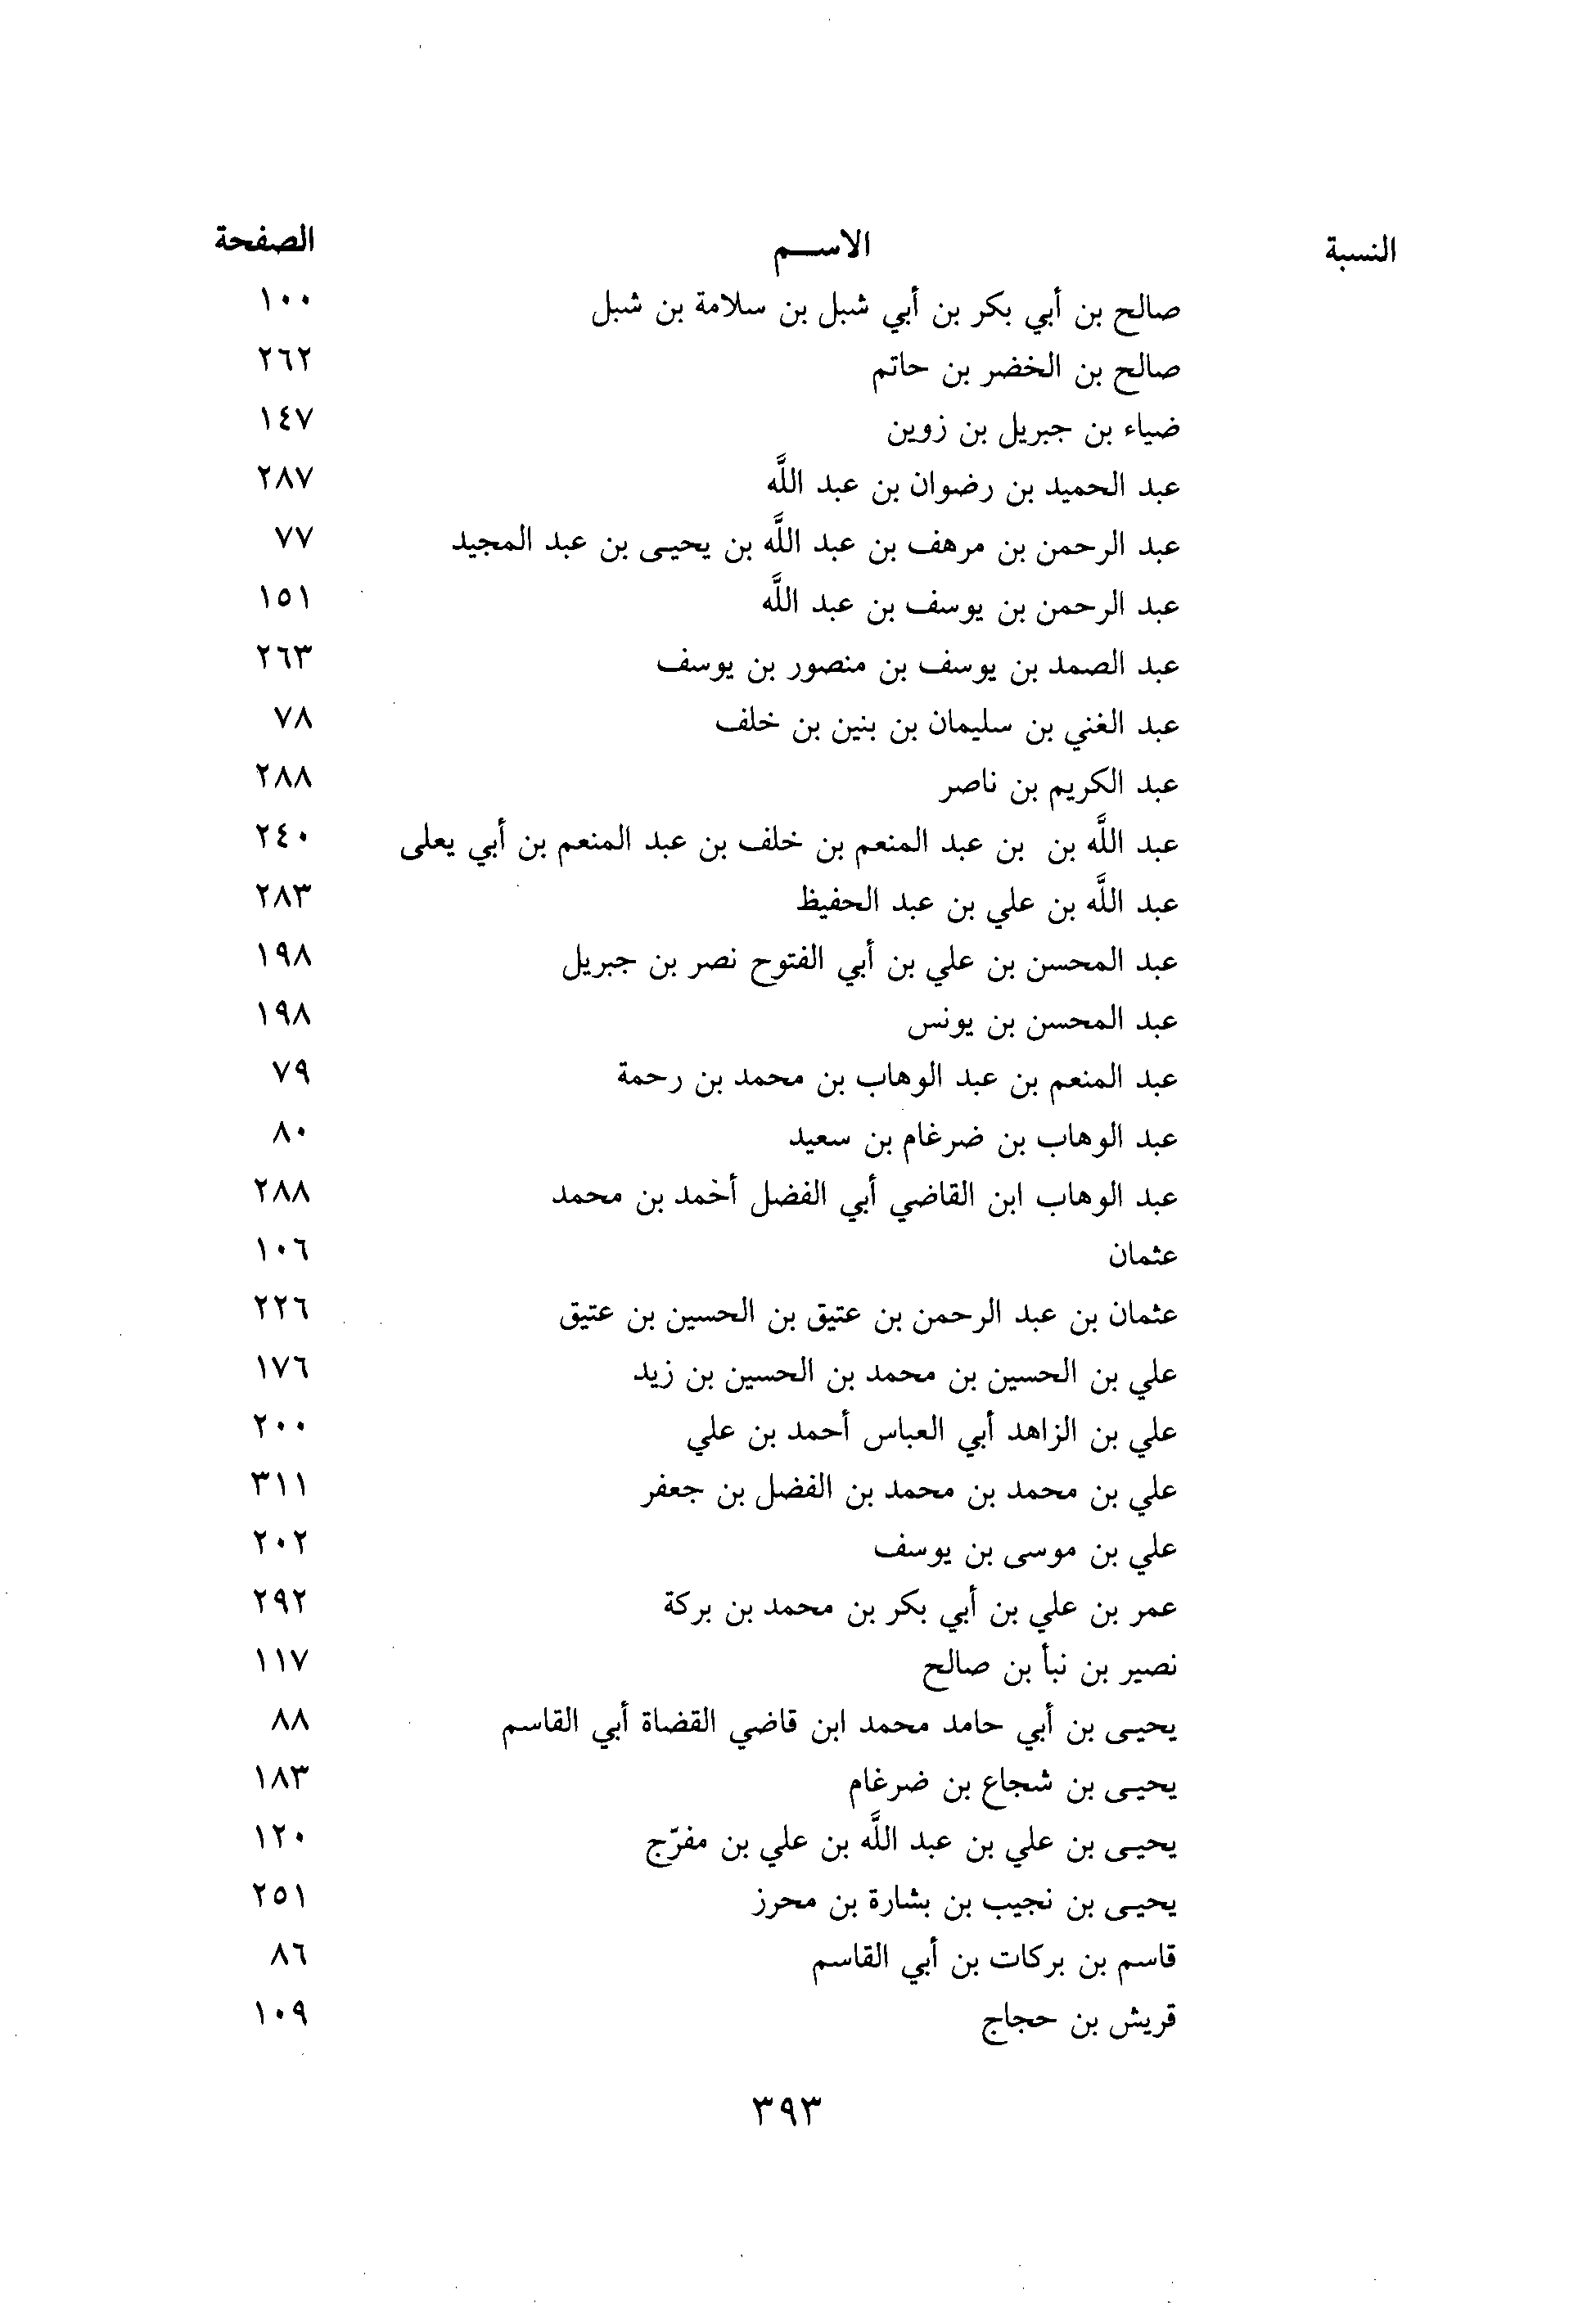 النسبة الاســـم الصفحة
صالح بن أبي بكر بن أبي شبل بن سلامة بن شبل ١٠٠
صالح بن الخضر بن حاتم ٢٦٢
ضياء بن جبريل بن زوين ١٤٧
عبد الحميد بن رضوان بن عبد اللَّه ٢٨٧
عبد الرحمن بن مرهف بن عبد اللَّه بن يحيـى بن عبد المجيد ٧٧
عبد الرحمن بن يوسف بن عبد اللَّه ١٥١
عبد الصمد بن يوسف بن منصور بن يوسف ٢٦٣
عبد الغني بن سليمان بن بنين بن خلف ٧٨
عبد الكريم بن ناصر ٢٨٨
عبد اللَّه بن بن عبد المنعم بن خلف بن عبد المنعم بن أبي يعلى ٢٤٠
عبد اللَّه بن علي بن عبد الحفيظ ٢٨٣
عبد المحسن بن علي بن أبي الفتوح نصر بن جبريل ١٩٨
عبد المحسن بن يونس ١٩٨
عبد المنعم بن عبد الوهاب بن محمد بن رحمة ٧٩
عبد الوهاب بن ضرغام بن سعيد ٨٠
عبد الوهاب ابن القاضي أبي الفضل أخمد بن محمد ٢٨٨
عثمان ١٠٦
عثمان بن عبد الرحمن بن عتيق بن الحسين بن عتيق ٢٢٦
علي بن الحسين بن محمد بن الحسين بن زيد ١٧٦
علي بن الزاهد أبي العباس أحمد بن علي ٢٠٠
علي بن محمد بن محمد بن الفضل بن جعفر ٣١١
علي بن موسى بن يوسف ٢٠٢
عمر بن علي بن أبي بكر بن محمد بن بركة ٢٩٢
نصير بن نبأ بن صالح ١١٧
يحيـى بن أبي حامد محمد ابن قاضي القضاة أبي القاسم ٨٨
يحيـى بن شجاع بن ضرغام ١٨٣
يحيـى بن علي بن عبد اللَّه بن علي بن مفرّج ١٢٠
يحيـى بن نجيب بن بشارة بن محرز ٢٥١
قاسم بن بركات بن أبي القاسم ٨٦
قريش بن حجاج ١٠٩
٣٩٣